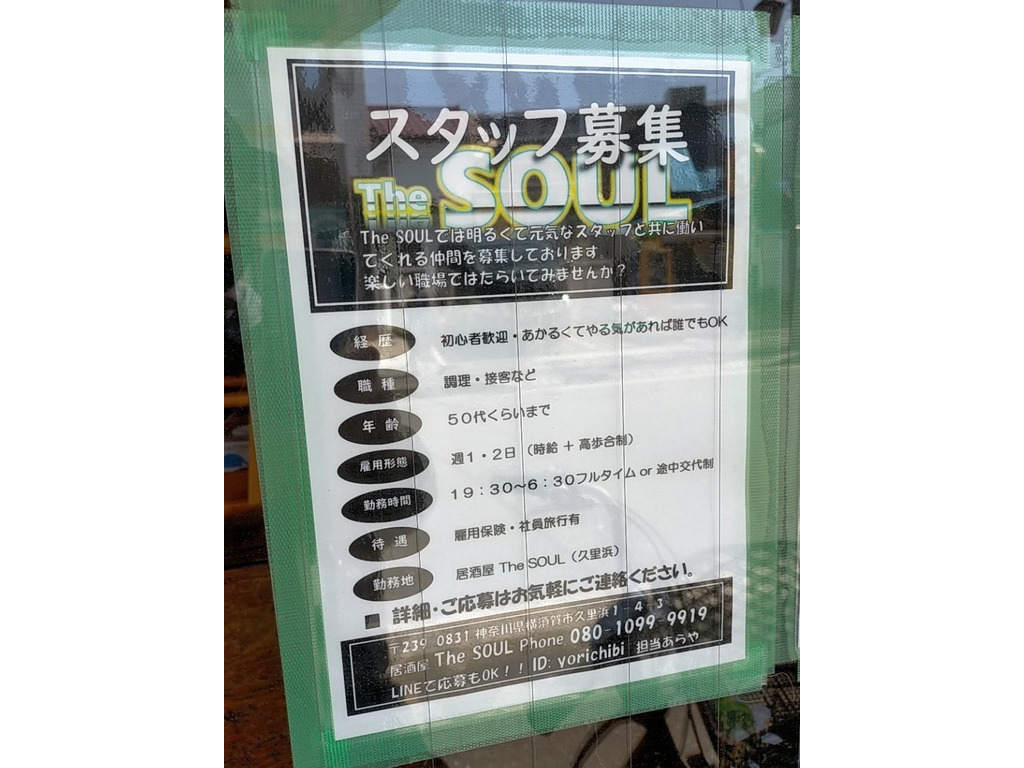 スタッフ募集
The SOUL
The SOULでは明るくて元気なスタッフと共に働い
てくれる仲間を募集しております。
楽しい職場ではたらいてみませんか？
経歴 初心者歓迎・あかるくてやる気があれば誰でもOK
職種 調理・接客など
年齢 ５０代くらいまで
雇用形態 週１・２日（時給 ＋ 高歩合制）
勤務時間 １９：３０～６：３０フルタイム or 途中交代制
待遇 雇用保険・社員旅行有
勤務地 居酒屋 The SOUL（久里浜）
■ 詳細・ご応募はお気軽にご連絡ください。
〒239-0831 神奈川県横須賀市久里浜１－４－３
居酒屋 The SOUL Phone 080-1099-9919
LINEで応募もOK！！ID: yorichibi 担当あらや